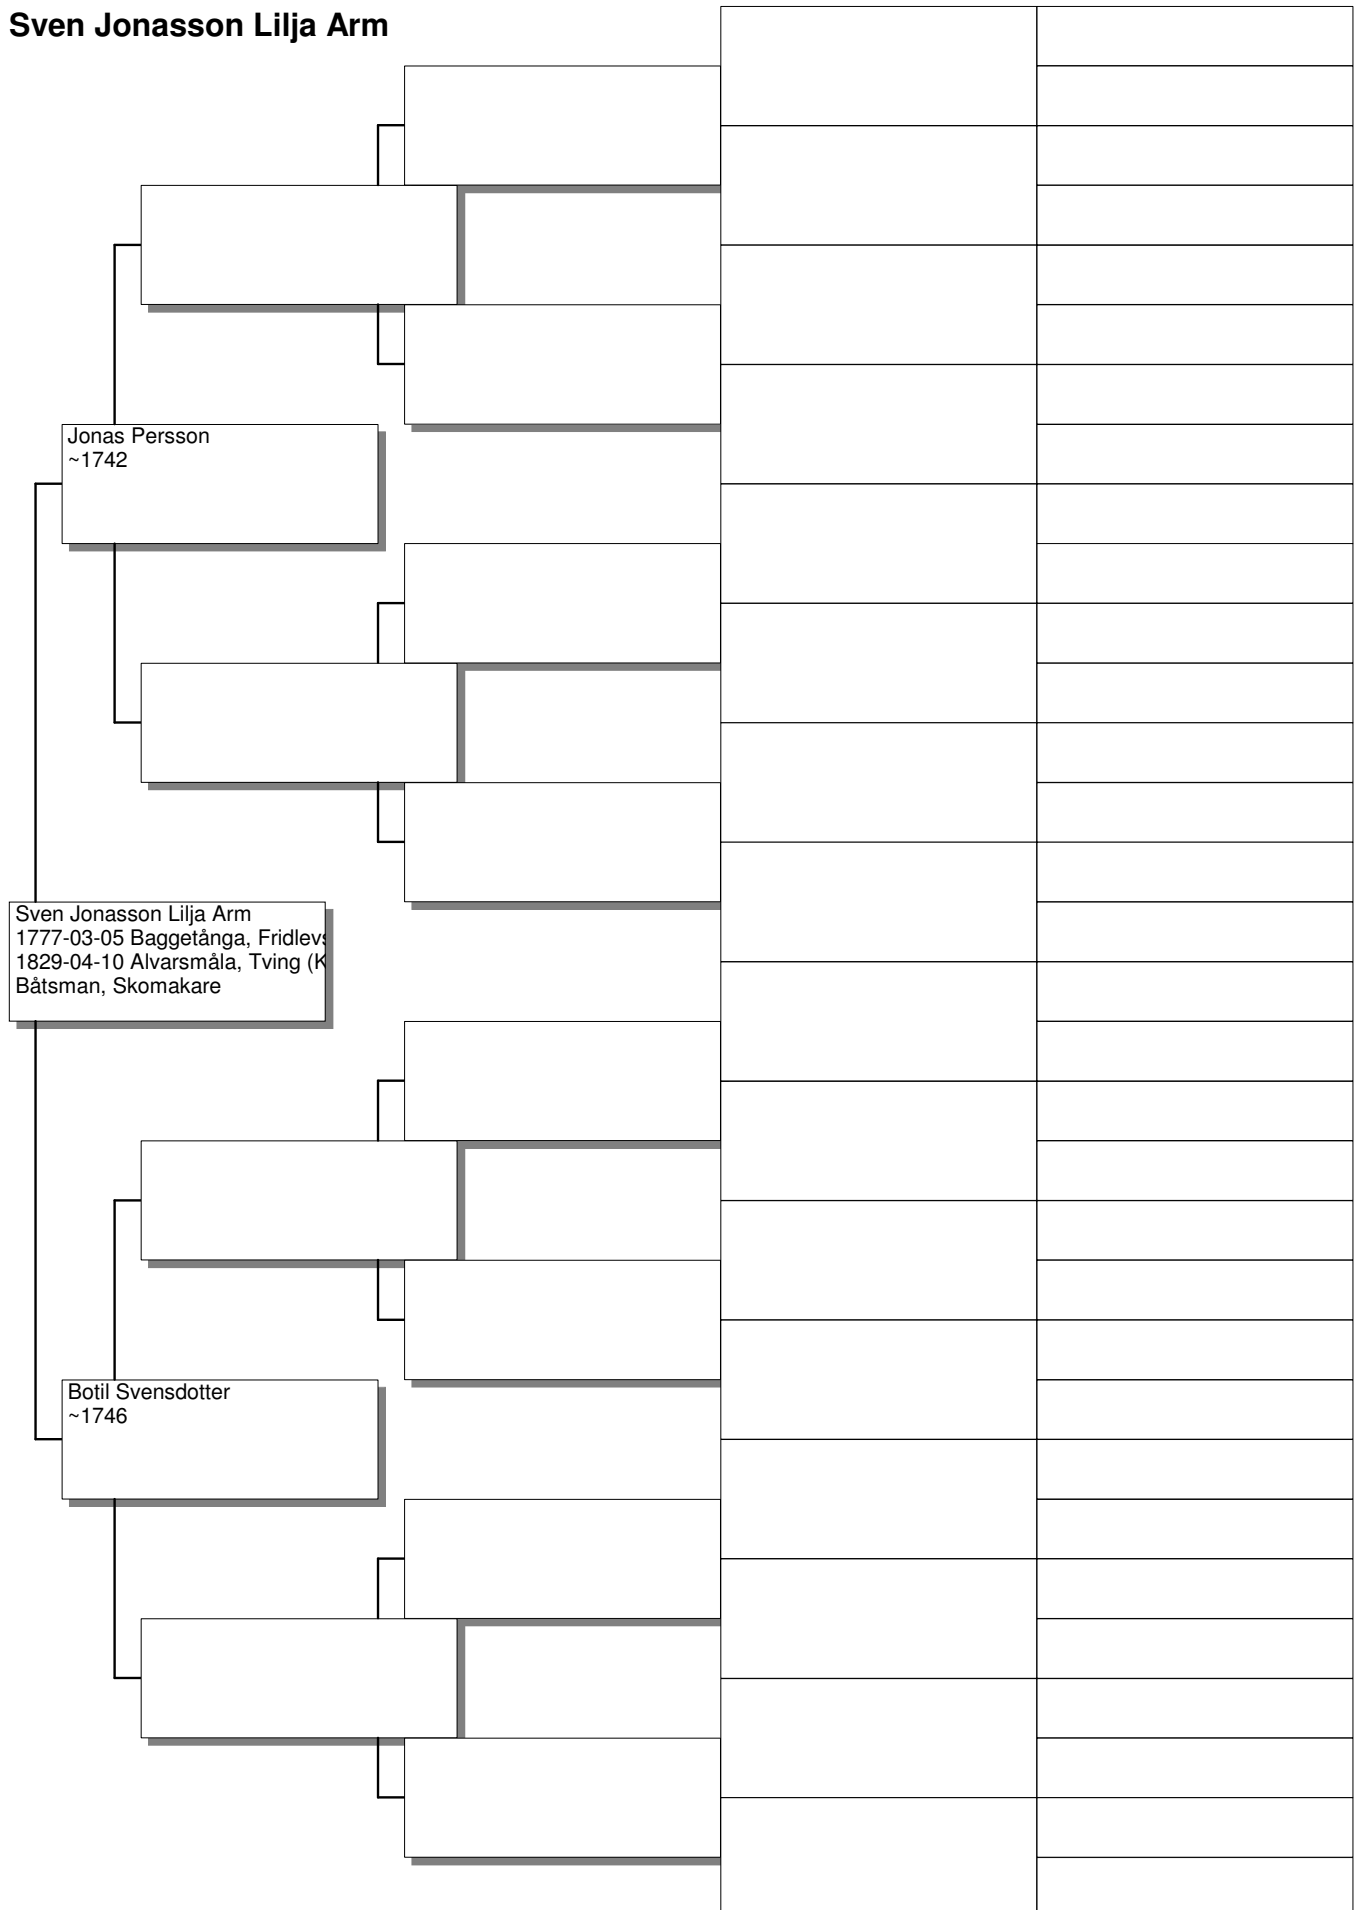 Sven Jonasson Lilja Arm
Jonas Persson
~1742
Sven Jonasson Lilja Arm
1777-03-05 Baggetånga, Fridlevs
1829-04-10 Alvarsmåla, Tving (K
Båtsman, Skomakare
Botil Svensdotter
~1746